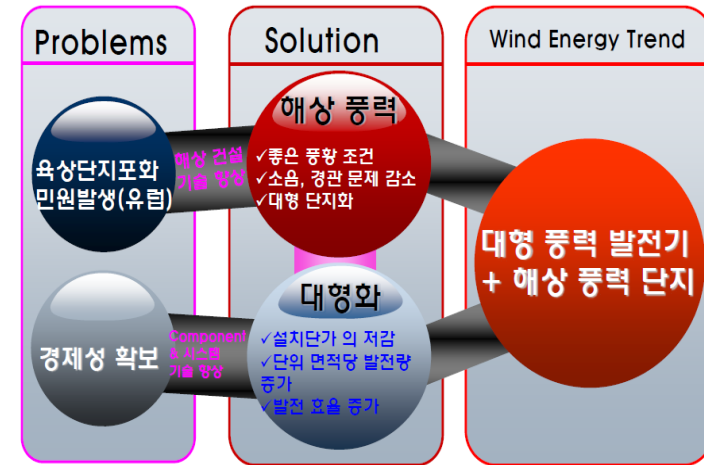 Problems
Solution
Wind Energy Trend
육상단지포화
민원발생(유럽)
해상 건설
기술 향상
해상 풍력
✓좋은 풍황 조건
✓소음, 경관 문제 감소
✓대형 단지화
대형 풍력 발전기
+ 해상 풍력 단지
경제성 확보
Component
& 시스템
기술 향상
대형화
✓설치단가 의 저감
✓단위 면적당 발전량
증가
✓발전 효율 증가